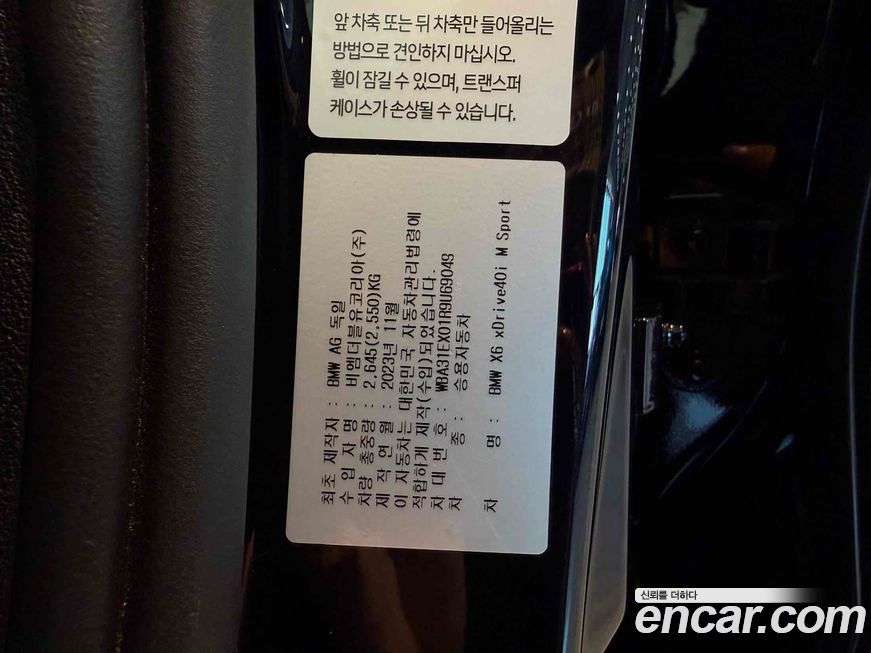 앞 차축 또는 뒤 차축만 들어올리는
방법으로 견인하지 마십시오.
휠이 잠길 수 있으며, 트랜스퍼
케이스가 손상될 수 있습니다.
최초 제작자 : BMW AG 독일
수 입 자 명 : 비엠더블유코리아(주)
차량 총중량 : 2,645(2,550)KG
제 작 연 월 : 2023년 11월
이 자동차는 대한민국 자동차관리법령에
적합하게 제작(수입)되었습니다.
차 대 번 호 : WBA31EX01R9U69049
차 종 : 승용자동차
차 명 : BMW X6 xDrive40i M Sport
신뢰를 더하다
encar.com